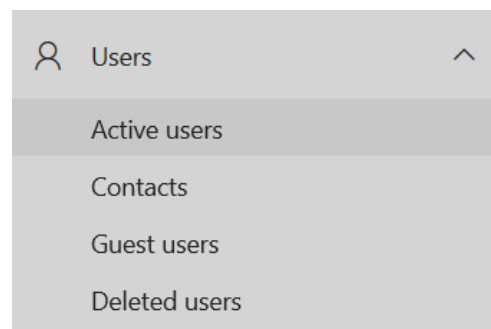 Users
Active users
Contacts
Guest users
Deleted users